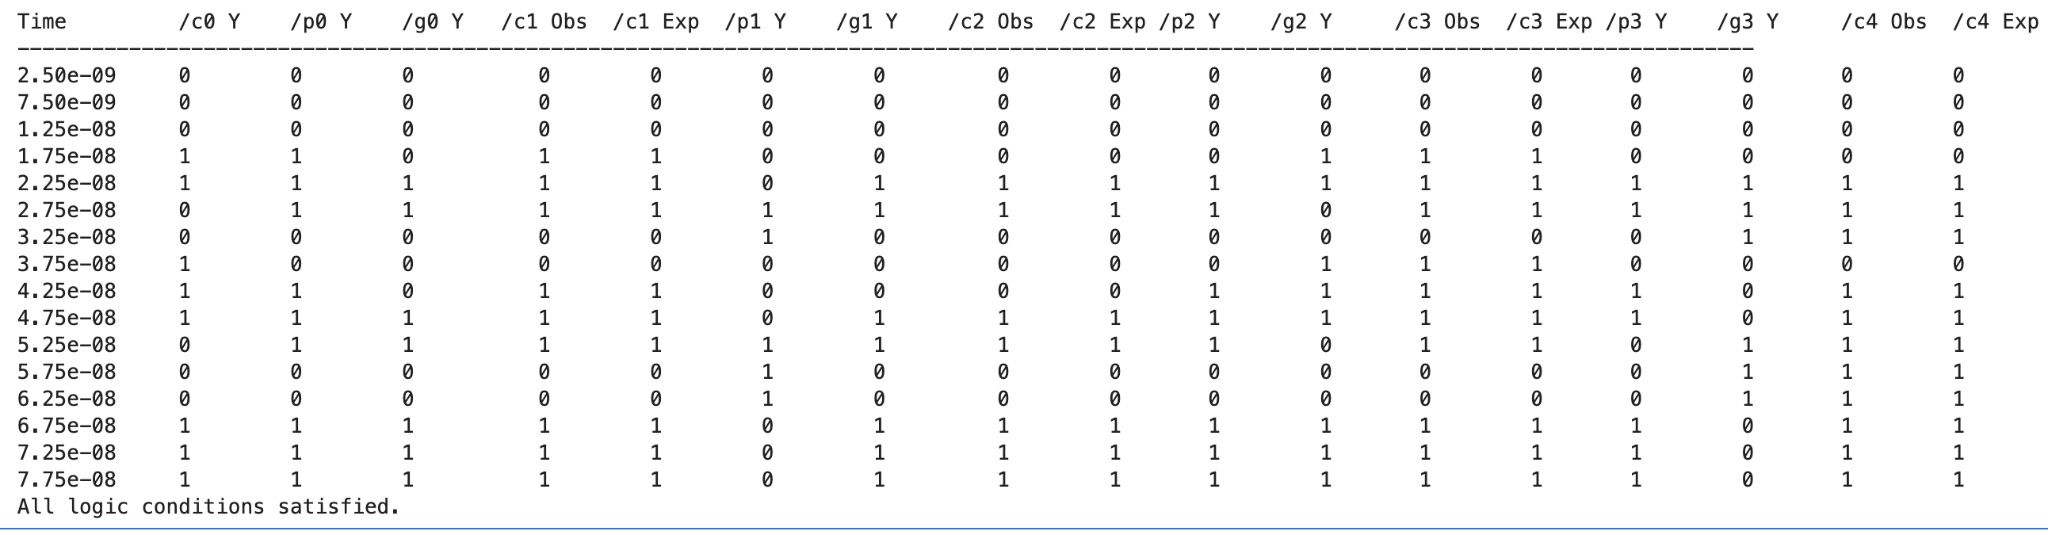 Time /c0 Y /p0 Y /g0 Y /c1 Obs /c1 Exp /p1 Y /g1 Y /c2 Obs /c2 Exp /p2 Y /g2 Y /c3 Obs /c3 Exp /p3 Y /g3 Y /c4 Obs /c4 Exp
2.50e-09 0 0 0 0 0 0 0 0 0 0 0 0 0 0 0 0 0
7.50e-09 0 0 0 0 0 0 0 0 0 0 0 0 0 0 0 0 0
1.25e-08 0 0 0 0 0 0 0 0 0 0 0 0 0 0 0 0 0
1.75e-08 1 1 0 1 1 0 0 0 0 0 1 1 1 0 0 0 0
2.25e-08 1 1 1 1 1 0 1 1 1 1 1 1 1 1 1 1 1
2.75e-08 0 1 1 1 1 1 1 1 1 1 0 1 1 1 1 1 1
3.25e-08 0 0 0 0 0 1 0 0 0 0 0 0 0 0 1 1 1
3.75e-08 1 0 0 0 0 0 0 0 0 0 1 1 1 0 0 0 0
4.25e-08 1 1 0 1 1 0 0 0 0 1 1 1 1 1 0 1 1
4.75e-08 1 1 1 1 1 0 1 1 1 1 1 1 1 1 0 1 1
5.25e-08 0 1 1 1 1 1 1 1 1 1 0 1 1 0 1 1 1
5.75e-08 0 0 0 0 0 1 0 0 0 0 0 0 0 0 1 1 1
6.25e-08 0 0 0 0 0 1 0 0 0 0 0 0 0 0 1 1 1
6.75e-08 1 1 1 1 1 0 1 1 1 1 1 1 1 1 0 1 1
7.25e-08 1 1 1 1 1 0 1 1 1 1 1 1 1 1 0 1 1
7.75e-08 1 1 1 1 1 0 1 1 1 1 1 1 1 1 0 1 1
All logic conditions satisfied.